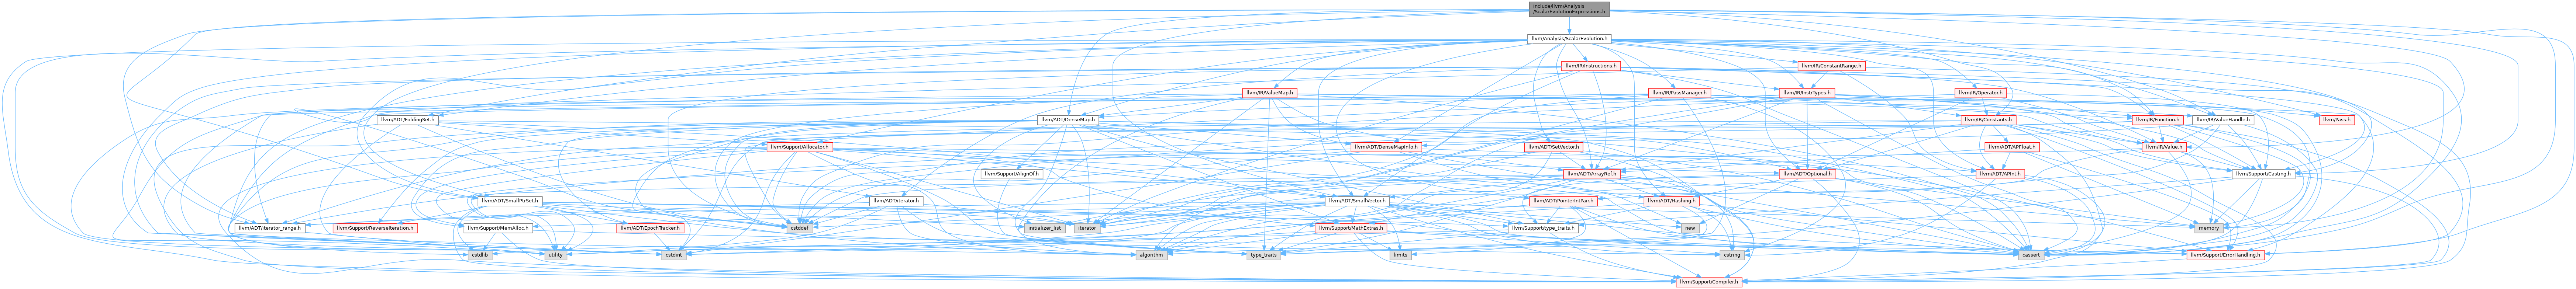 include/llvm/Analysis
/ScalarEvolutionExpressions.h
llvm/Analysis/ScalarEvolution.h
llvm/IR/Instructions.h
llvm/IR/ConstantRange.h
llvm/IR/ValueMap.h
llvm/IR/PassManager.h
llvm/IR/InstrTypes.h
llvm/IR/Operator.h
llvm/ADT/FoldingSet.h
llvm/ADT/DenseMap.h
llvm/IR/Constants.h
llvm/IR/Function.h
llvm/IR/ValueHandle.h
llvm/Pass.h
llvm/Support/Allocator.h
llvm/ADT/DenseMapInfo.h
llvm/ADT/SetVector.h
llvm/ADT/APFloat.h
llvm/IR/Value.h
llvm/Support/AlignOf.h
llvm/ADT/ArrayRef.h
llvm/ADT/Optional.h
llvm/ADT/APInt.h
llvm/Support/Casting.h
llvm/ADT/SmallPtrSet.h
llvm/ADT/iterator.h
llvm/ADT/SmallVector.h
llvm/ADT/PointerIntPair.h
llvm/ADT/Hashing.h
llvm/ADT/iterator_range.h
llvm/Support/ReverseIteration.h
llvm/Support/MemAlloc.h
llvm/ADT/EpochTracker.h
cstddef
initializer_list
iterator
llvm/Support/MathExtras.h
llvm/Support/type_traits.h
new
memory
cstdlib
utility
cstdint
algorithm
type_traits
limits
cstring
cassert
llvm/Support/ErrorHandling.h
llvm/Support/Compiler.h